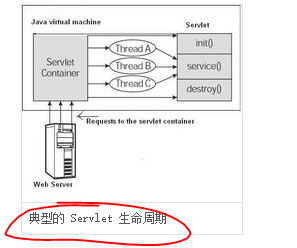 Java virtual machine
Servlet
Servlet
Container
Thread A
Thread B
Thread C
init()
service()
destroy()
Requests to the servlet container
Web Server
典型的 Servlet 生命周期